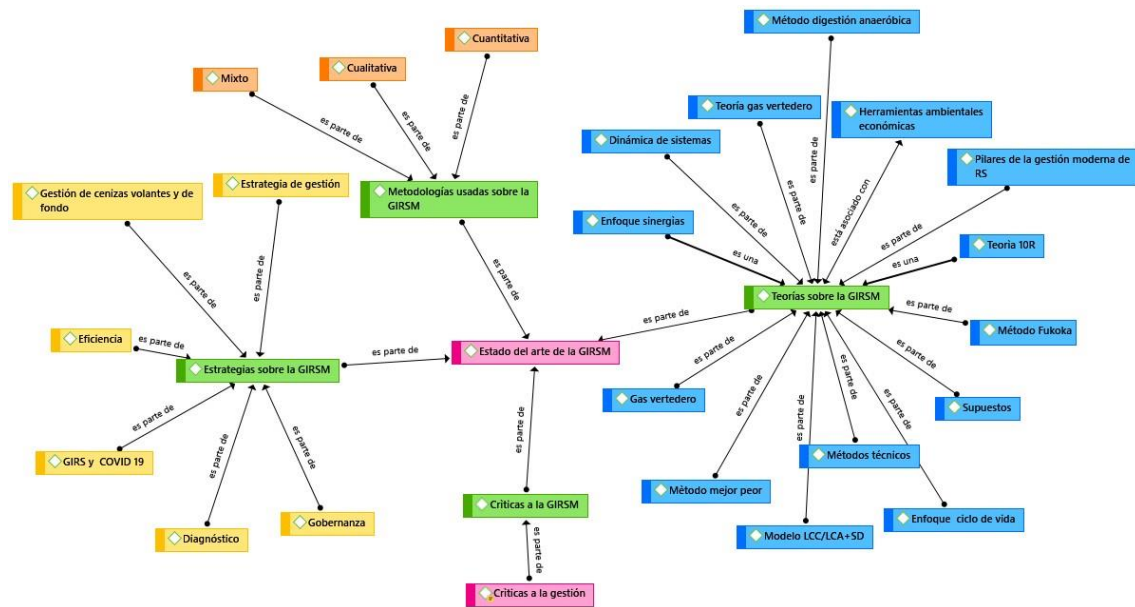 Método digestión anaeróbica
Cuantitativa
Cualitativa
Mixto
es parte de
es parte de
es parte de
Teoría gas vertedero
Herramientas ambientales
económicas
Dinámica de sistemas
Pilares de la gestión moderna de
RS
es parte de
es parte de
es parte de
está asociado con
es parte de
Gestión de cenizas volantes y de
fondo
Estrategia de gestión
Metodologías usadas sobre la
GIRSM
Enfoque sinergias
es una
Teoría 10R
es una
es parte de
es parte de
es parte de
Teorías sobre la GIRSM
es parte de
Método Fukoka
Eficiencia
es parte de
Estrategias sobre la GIRSM
es parte de
Estado del arte de la GIRSM
es parte de
es parte de
es parte de
es parte de
es parte de
es parte de
es parte de
Gas vertedero
Supuestos
es parte de
es parte de
es parte de
GIRS y COVID 19
Métodos técnicos
es parte de
Método mejor peor
Críticas a la GIRSM
Gobernanza
Enfoque ciclo de vida
Diagnóstico
Modelo LCC/LCA+SD
es parte de
Críticas a la gestión